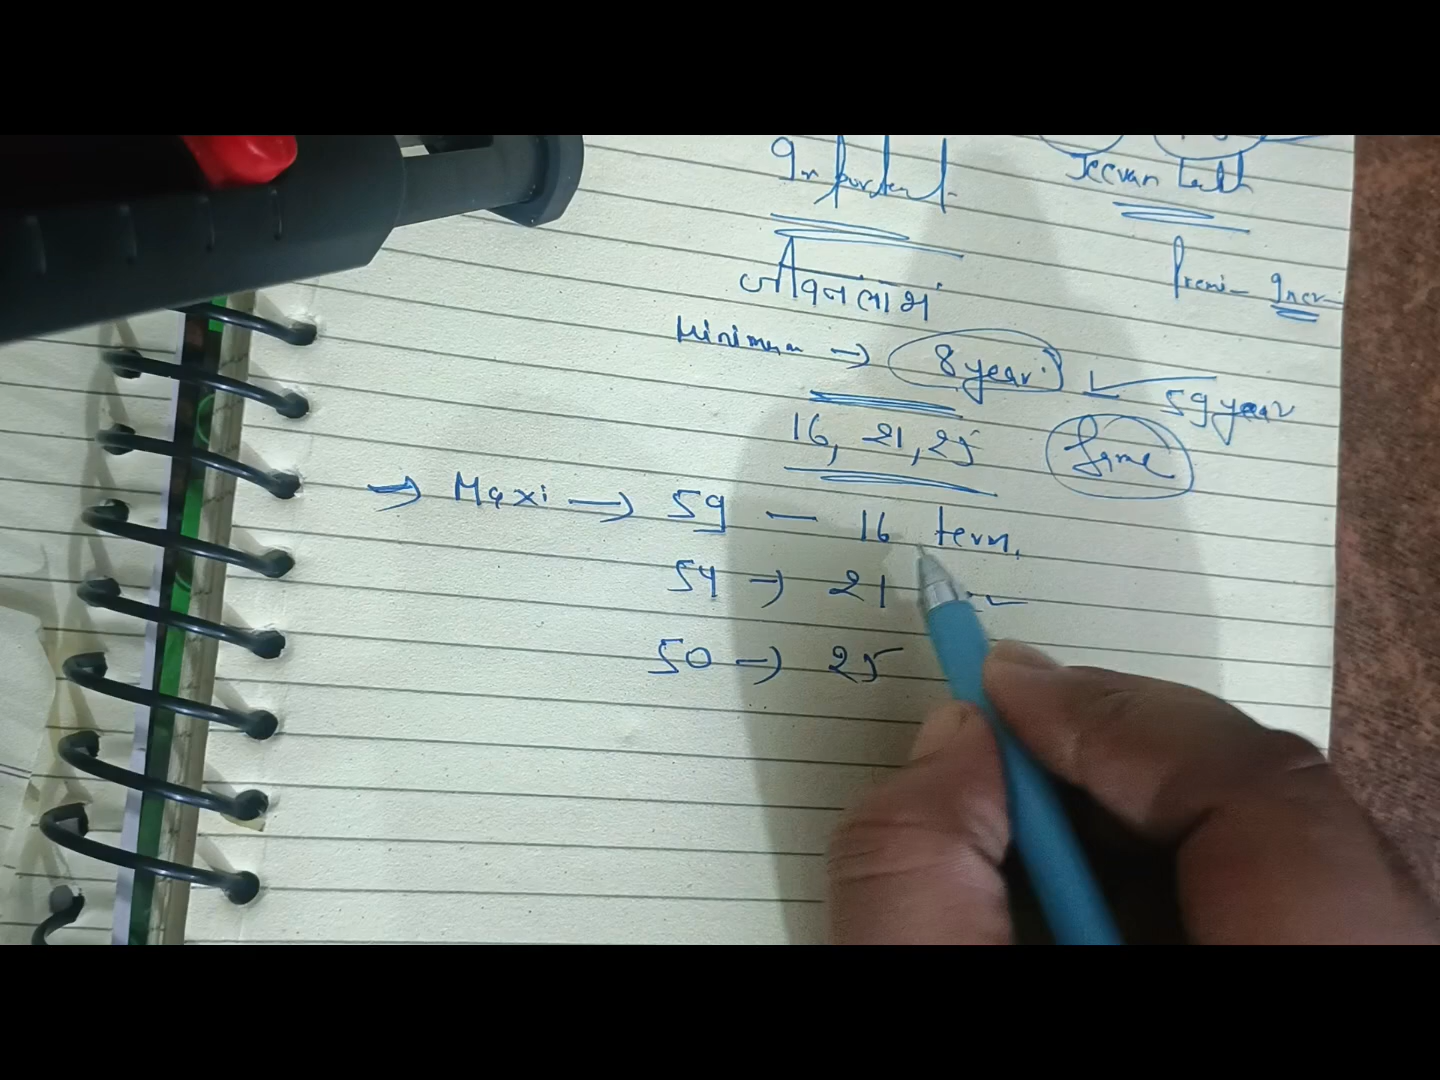 Important
Jeevan Labh
जीवन लाभ
Premi- Incr-
Minimum → 8 year. 59 year
16, 21, 25 Same
→ Maxi → 59 — 16 term.
54 → 21
50 → 25